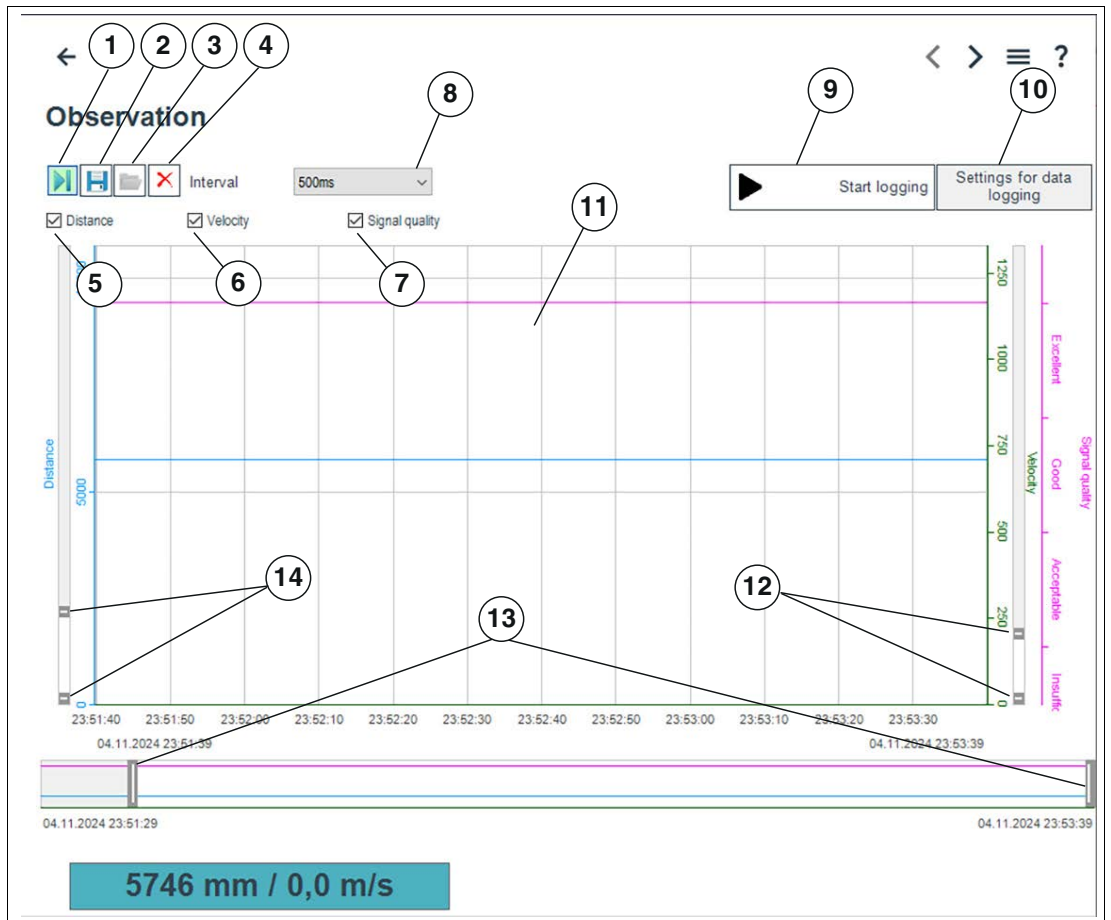 1 2 3 4
?
Observation
8 9 10
Interval 500ms Start logging Settings for data
logging
Distance Velocity Signal quality
11
5 6 7
1250
1000
750
500
250
0
Excellent
Good
Acceptable
Signal quality
Velocity
Distance
5000
0
14 12
13
23:51:40 23:51:50 23:52:00 23:52:10 23:52:20 23:52:30 23:52:40 23:52:50 23:53:00 23:53:10 23:53:20 23:53:30
04.11.2024 23:51:39 04.11.2024 23:53:39
04.11.2024 23:51:29 04.11.2024 23:53:39
5746 mm / 0,0 m/s